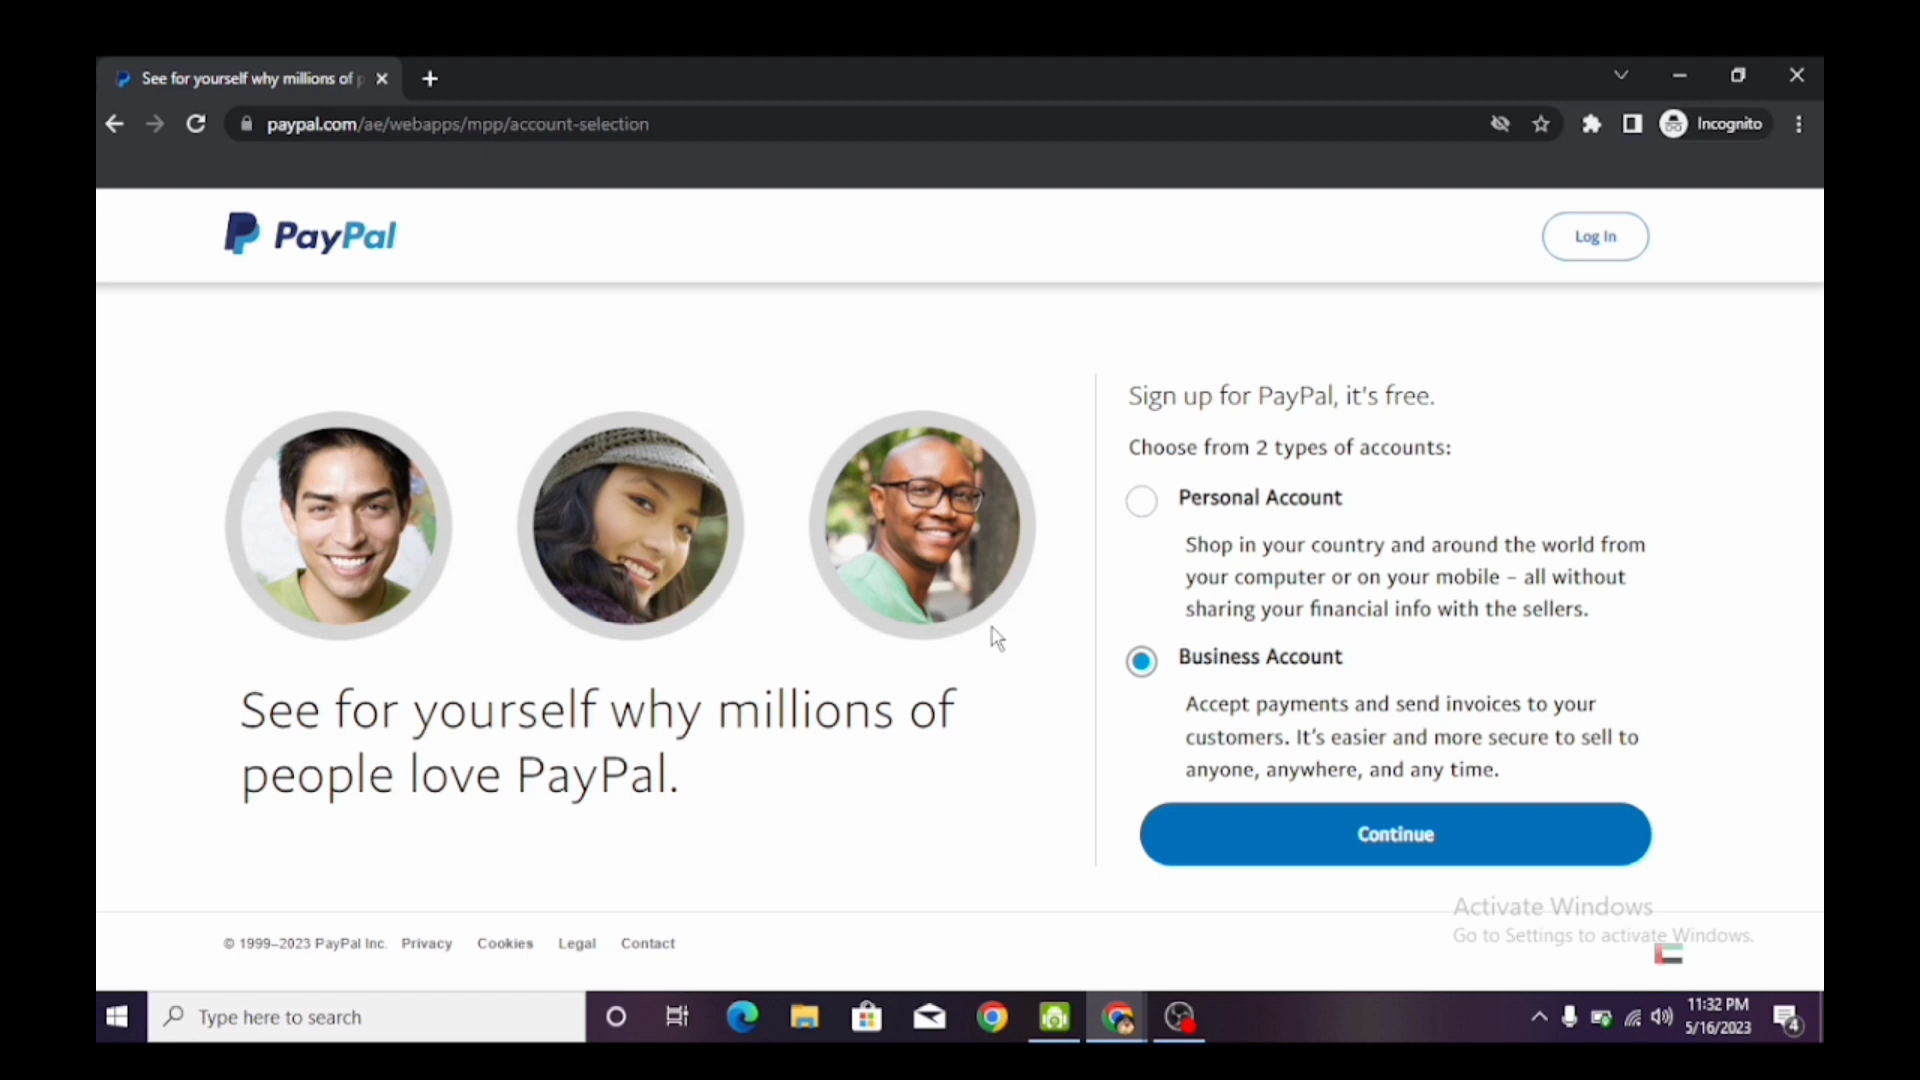 See for yourself why millions of p
paypal.com/ae/webapps/mpp/account-selection
Incognito
PayPal
Log In
See for yourself why millions of
people love PayPal.
Sign up for PayPal, it's free.
Choose from 2 types of accounts:
Personal Account
Shop in your country and around the world from
your computer or on your mobile – all without
sharing your financial info with the sellers.
Business Account
Accept payments and send invoices to your
customers. It's easier and more secure to sell to
anyone, anywhere, and any time.
Continue
Activate Windows
Go to Settings to activate Windows.
© 1999–2023 PayPal Inc. Privacy Cookies Legal Contact
Type here to search
11:32 PM
5/16/2023
4